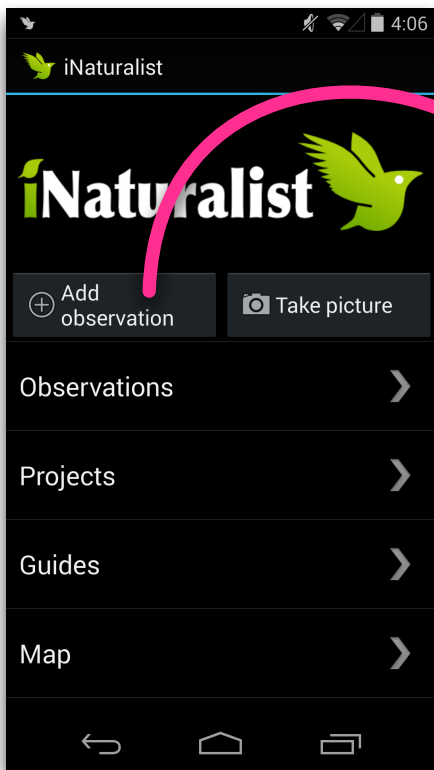 4:06
iNaturalist
iNaturalist
Add
observation
Take picture
Observations
Projects
Guides
Map